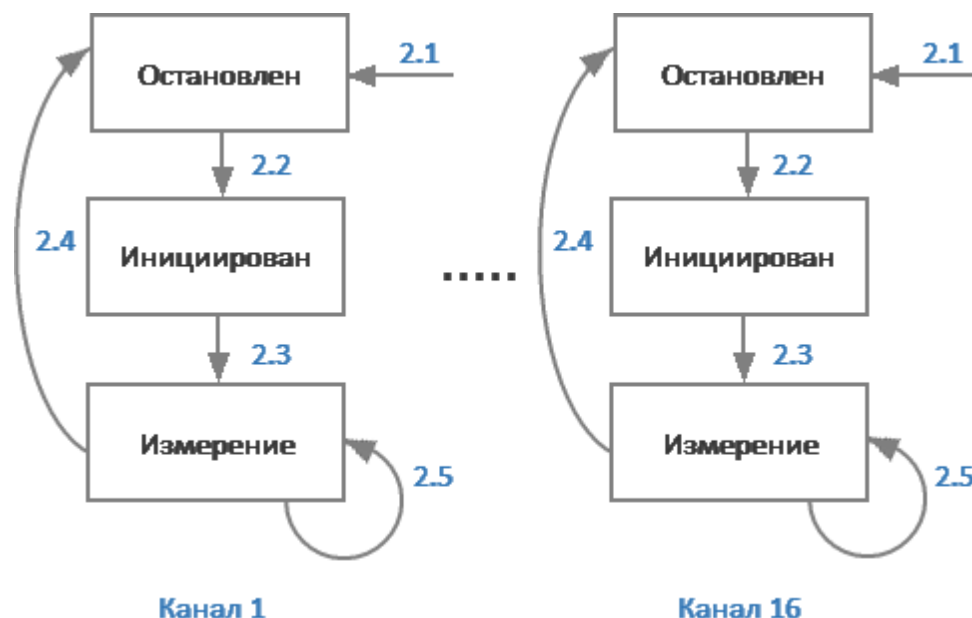 2.1
Остановлен
2.2
2.4
Инициирован
2.3
Измерение
2.5
Канал 1
.....
2.1
Остановлен
2.2
2.4
Инициирован
2.3
Измерение
2.5
Канал 16